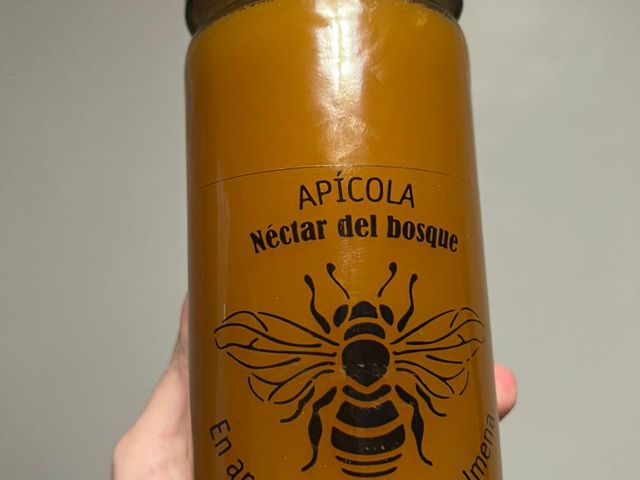 APÍCOLA
Néctar del bosque
En